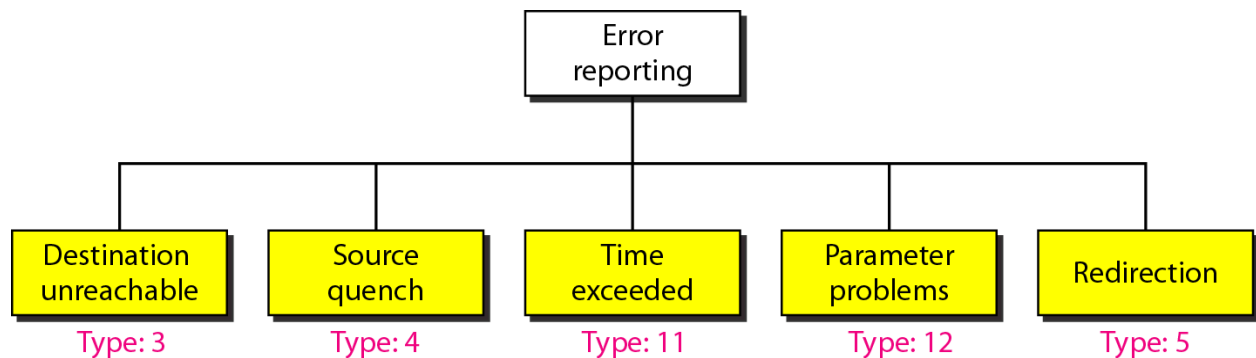 Error
reporting
Destination
unreachable
Type: 3
Source
quench
Type: 4
Time
exceeded
Type: 11
Parameter
problems
Type: 12
Redirection
Type: 5